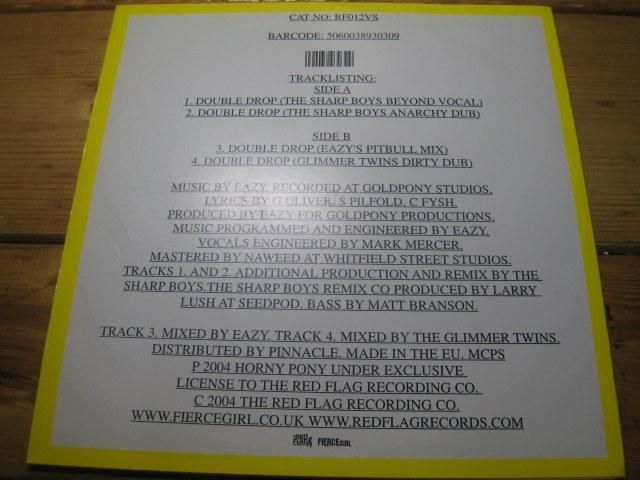 CAT NO: RF012VS
BARCODE: 5060038930309
TRACKLISTING:
SIDE A
1. DOUBLE DROP (THE SHARP BOYS BEYOND VOCAL)
2. DOUBLE DROP (THE SHARP BOYS ANARCHY DUB)
SIDE B
3. DOUBLE DROP (EAZY'S PITBULL MIX)
4. DOUBLE DROP (GLIMMER TWINS DIRTY DUB)
MUSIC BY EAZY. RECORDED AT GOLDPONY STUDIOS.
LYRICS BY G OLIVER, S PILFOLD, C FYSH.
PRODUCED BY EAZY FOR GOLDPONY PRODUCTIONS.
MUSIC PROGRAMMED AND ENGINEERED BY EAZY.
VOCALS ENGINEERED BY MARK MERCER.
MASTERED BY NAWEED AT WHITFIELD STREET STUDIOS.
TRACKS 1. AND 2. ADDITIONAL PRODUCTION AND REMIX BY THE
SHARP BOYS.THE SHARP BOYS REMIX CO PRODUCED BY LARRY
LUSH AT SEEDPOD. BASS BY MATT BRANSON.
TRACK 3. MIXED BY EAZY. TRACK 4. MIXED BY THE GLIMMER TWINS.
DISTRIBUTED BY PINNACLE. MADE IN THE EU. MCPS
P 2004 HORNY PONY UNDER EXCLUSIVE
LICENSE TO THE RED FLAG RECORDING CO.
C 2004 THE RED FLAG RECORDING CO.
WWW.FIERCEGIRL.CO.UK WWW.REDFLAGRECORDS.COM
RED FLAG FIERCEGIRL